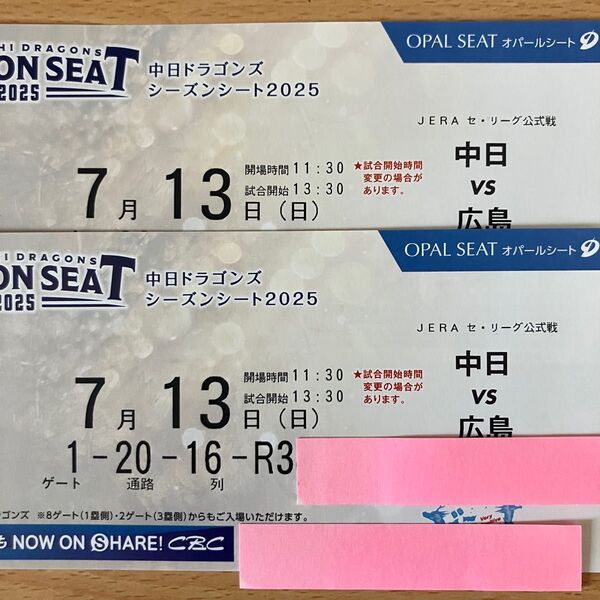 HI DRAGONS
ON SEAT
2025
中日ドラゴンズ
シーズンシート2025
OPAL SEAT オパールシート D
JERA セ・リーグ公式戦
中日
VS
広島
7月13日(日)
開場時間 11:30
試合開始 13:30
★試合開始時間
変更の場合が
あります。
HI DRAGONS
ON SEAT
2025
中日ドラゴンズ
シーズンシート2025
OPAL SEAT オパールシート D
JERA セ・リーグ公式戦
中日
VS
広島
7月13日(日)
開場時間 11:30
試合開始 13:30
★試合開始時間
変更の場合が
あります。
1-20-16-R3
ゲート 通路 列
ゴンズ ※8ゲート(1塁側)・2ゲート(3塁側)からもご入場いただけます。
も NOW ON SHARE! CBC